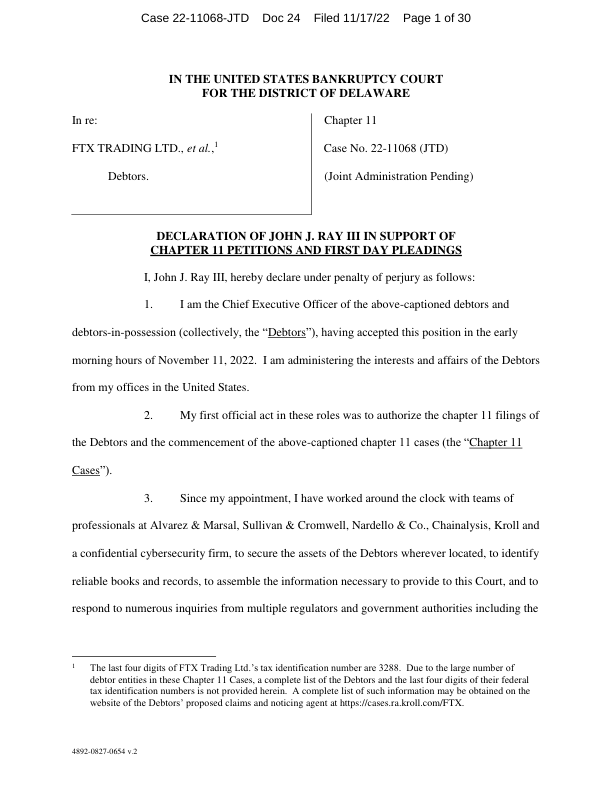 Case 22-11068-JTD Doc 24 Filed 11/17/22 Page 1 of 30
IN THE UNITED STATES BANKRUPTCY COURT
FOR THE DISTRICT OF DELAWARE
In re:
FTX TRADING LTD., et al.,1
Debtors.
Chapter 11
Case No. 22-11068 (JTD)
(Joint Administration Pending)
DECLARATION OF JOHN J. RAY III IN SUPPORT OF
CHAPTER 11 PETITIONS AND FIRST DAY PLEADINGS
I, John J. Ray III, hereby declare under penalty of perjury as follows:
1. I am the Chief Executive Officer of the above-captioned debtors and
debtors-in-possession (collectively, the “Debtors”), having accepted this position in the early
morning hours of November 11, 2022. I am administering the interests and affairs of the Debtors
from my offices in the United States.
2. My first official act in these roles was to authorize the chapter 11 filings of
the Debtors and the commencement of the above-captioned chapter 11 cases (the “Chapter 11
Cases”).
3. Since my appointment, I have worked around the clock with teams of
professionals at Alvarez & Marsal, Sullivan & Cromwell, Nardello & Co., Chainalysis, Kroll and
a confidential cybersecurity firm, to secure the assets of the Debtors wherever located, to identify
reliable books and records, to assemble the information necessary to provide to this Court, and to
respond to numerous inquiries from multiple regulators and government authorities including the
1 The last four digits of FTX Trading Ltd.’s tax identification number are 3288. Due to the large number of
debtor entities in these Chapter 11 Cases, a complete list of the Debtors and the last four digits of their federal
tax identification numbers is not provided herein. A complete list of such information may be obtained on the
website of the Debtors’ proposed claims and noticing agent at https://cases.ra.kroll.com/FTX.
4892-0827-0654 v.2